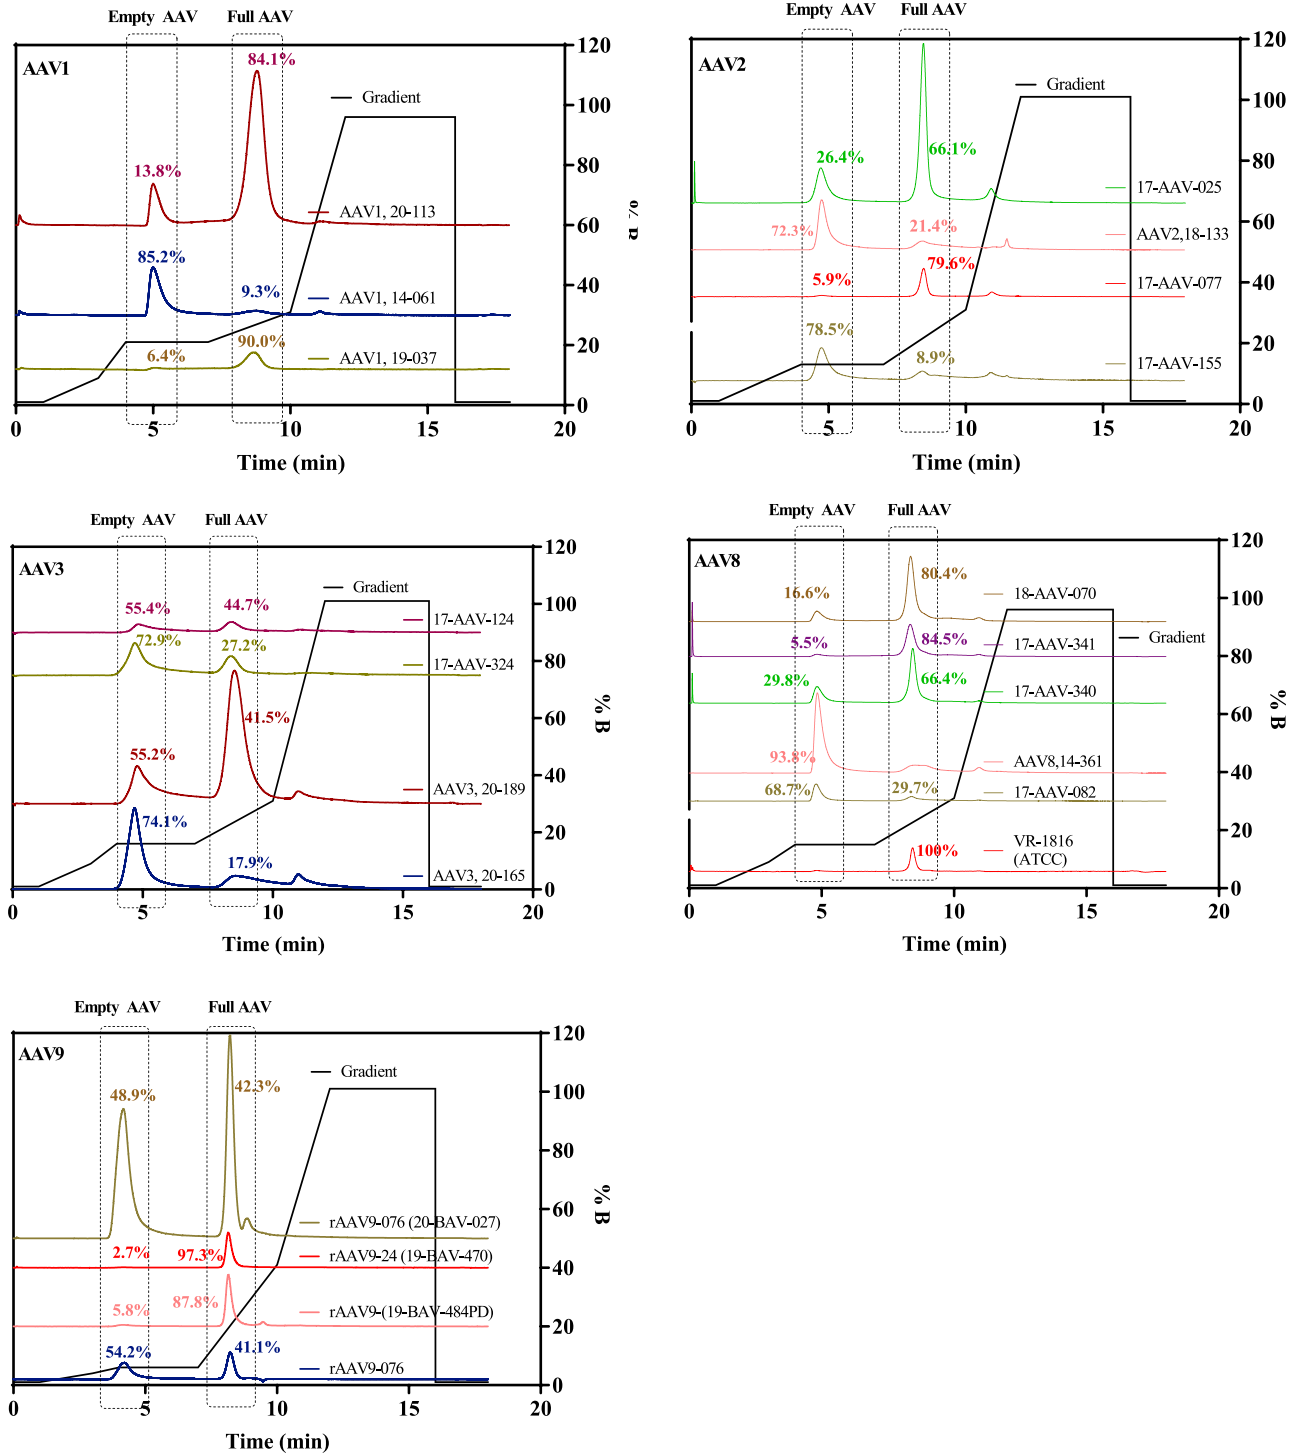 Empty AAV Full AAV
AAV1
84.1%
Gradient
13.8%
AAV1, 20-113
85.2%
9.3%
AAV1, 14-061
6.4%
90.0%
AAV1, 19-037
120
100
80
60
40
20
0
0 5 10 15 20
Time (min)
Empty AAV Full AAV
AAV2
Gradient
26.4%
66.1%
17-AAV-025
72.3%
21.4%
AAV2,18-133
5.9%
79.6%
17-AAV-077
78.5%
8.9%
17-AAV-155
120
100
80
60
40
20
0
% B
0 5 10 15 20
Time (min)
Empty AAV Full AAV
AAV3
Gradient
55.4%
44.7%
17-AAV-124
72.9%
27.2%
17-AAV-324
55.2%
41.5%
AAV3, 20-189
74.1%
17.9%
AAV3, 20-165
120
100
80
60
40
20
0
% B
0 5 10 15 20
Time (min)
Empty AAV Full AAV
AAV8
16.6%
80.4%
18-AAV-070
Gradient
5.5%
84.5%
17-AAV-341
29.8%
66.4%
17-AAV-340
93.8%
AAV8,14-361
68.7%
29.7%
17-AAV-082
100%
VR-1816
(ATCC)
120
100
80
60
40
20
0
% B
0 5 10 15 20
Time (min)
Empty AAV Full AAV
AAV9
Gradient
48.9%
42.3%
rAAV9-076 (20-BAV-027)
2.7%
97.3%
rAAV9-24 (19-BAV-470)
5.8%
87.8%
rAAV9-(19-BAV-484PD)
54.2%
41.1%
rAAV9-076
120
100
80
60
40
20
0
% B
0 5 10 15 20
Time (min)